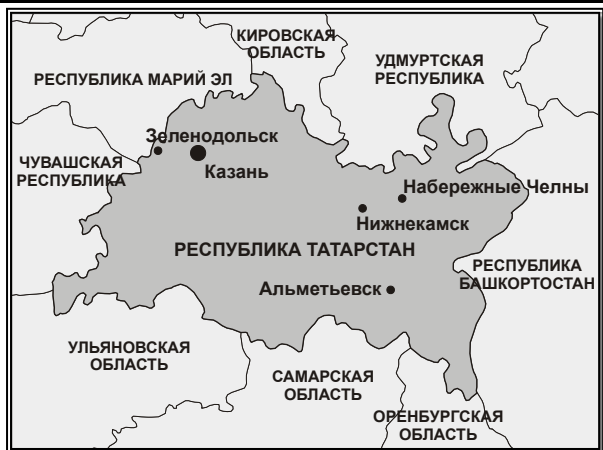 КИРОВСКАЯ
ОБЛАСТЬ
УДМУРТСКАЯ
РЕСПУБЛИКА
РЕСПУБЛИКА МАРИЙ ЭЛ
Зеленодольск
ЧУВАШСКАЯ
РЕСПУБЛИКА
Казань
Набережные Челны
Нижнекамск
РЕСПУБЛИКА ТАТАРСТАН
РЕСПУБЛИКА
БАШКОРТОСТАН
Альметьевск
УЛЬЯНОВСКАЯ
ОБЛАСТЬ
САМАРСКАЯ
ОБЛАСТЬ
ОРЕНБУРГСКАЯ
ОБЛАСТЬ